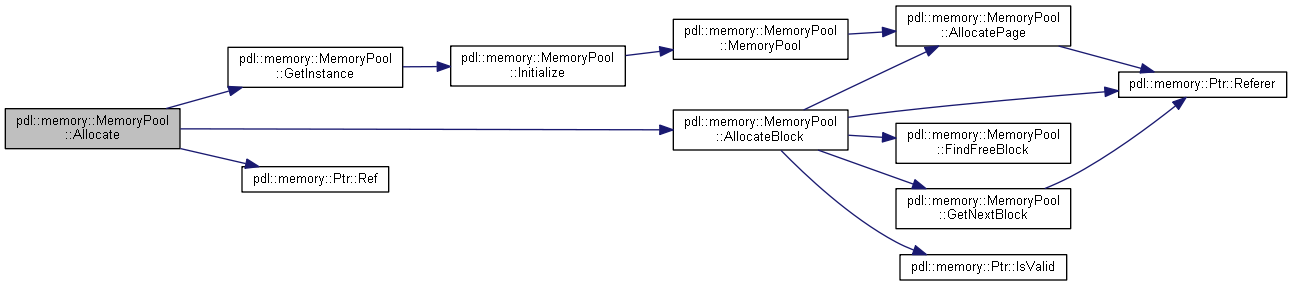 pdl::memory::MemoryPool
::Allocate
pdl::memory::MemoryPool
::GetInstance
pdl::memory::Ptr::Ref
pdl::memory::MemoryPool
::Initialize
pdl::memory::MemoryPool
::MemoryPool
pdl::memory::MemoryPool
::AllocateBlock
pdl::memory::MemoryPool
::AllocatePage
pdl::memory::MemoryPool
::FindFreeBlock
pdl::memory::MemoryPool
::GetNextBlock
pdl::memory::Ptr::IsValid
pdl::memory::Ptr::Referer